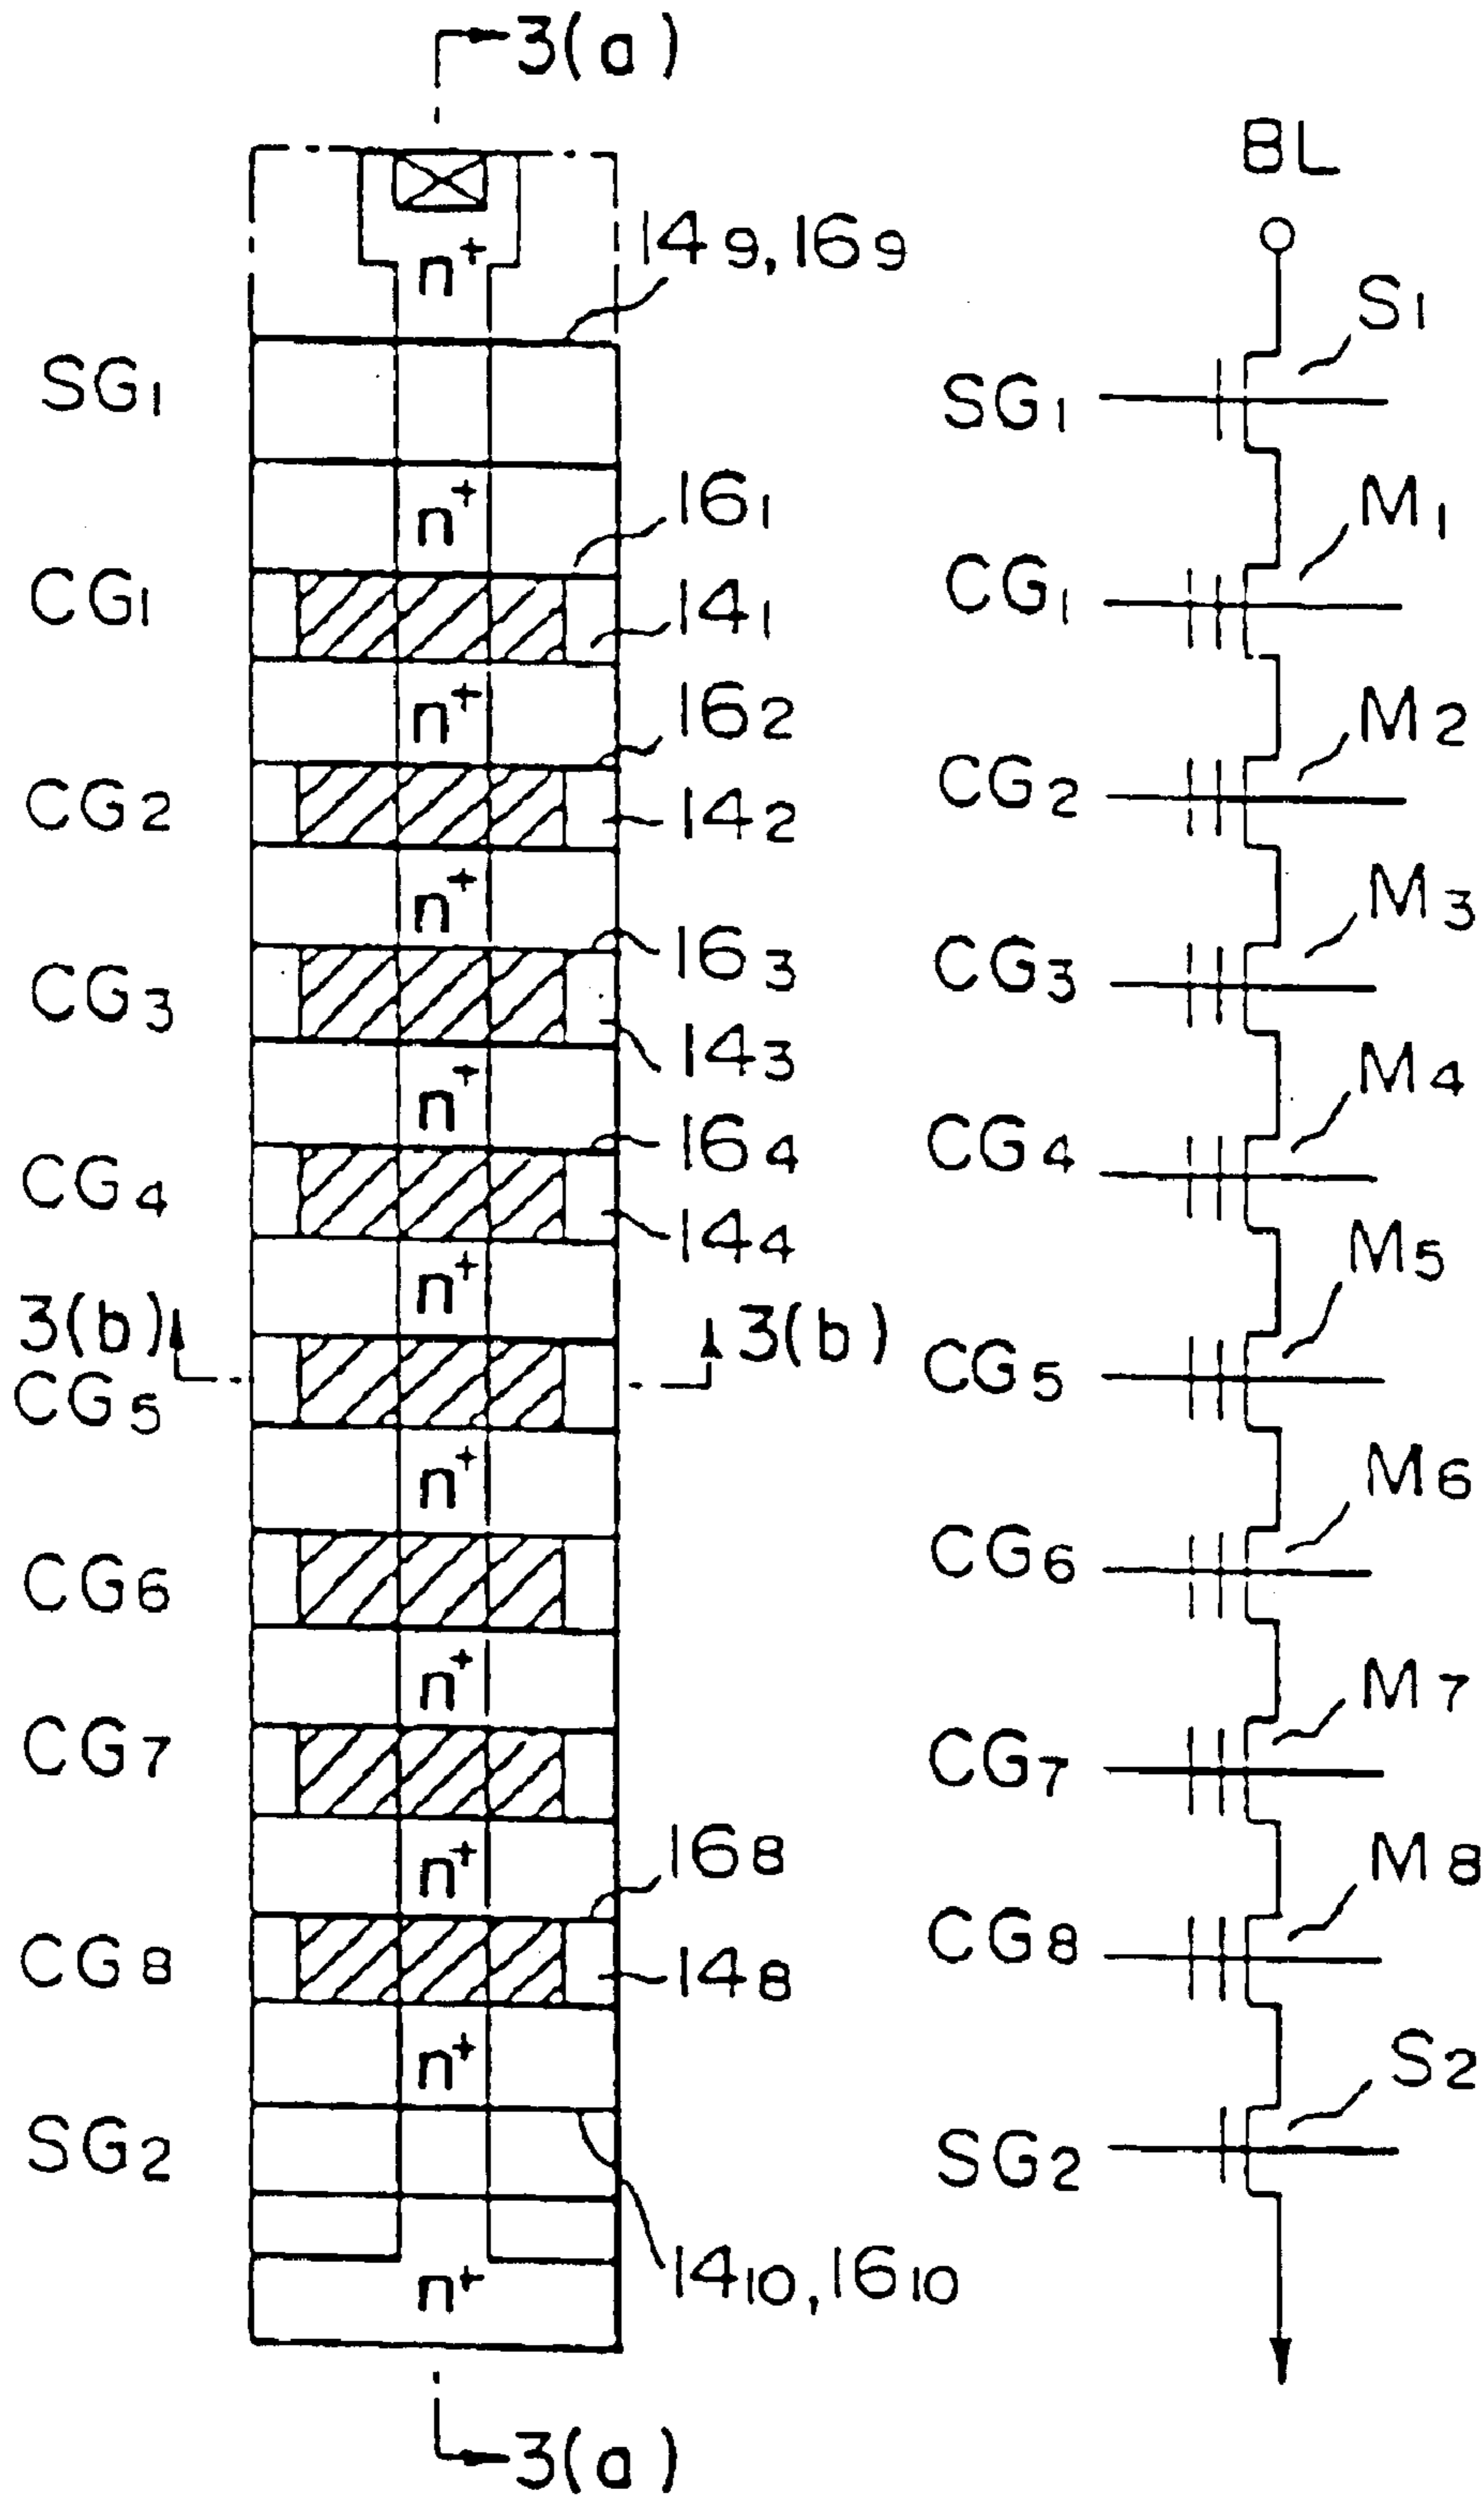 3(a)
BL
n⁺
14₉,16₉
S₁
SG₁
SG₁
n⁺
16₁
M₁
CG₁
14₁
CG₁
n⁺
16₂
M₂
CG₂
14₂
CG₂
n⁺
16₃
M₃
CG₃
14₃
CG₃
n⁺
16₄
M₄
CG₄
14₄
CG₄
n⁺
M₅
3(b)
3(b)
CG₅
CG₅
n⁺
M₆
CG₆
CG₆
n⁺
M₇
CG₇
CG₇
n⁺
16₈
M₈
CG₈
14₈
CG₈
n⁺
S₂
SG₂
SG₂
n⁺
14₁₀,16₁₀
3(a)